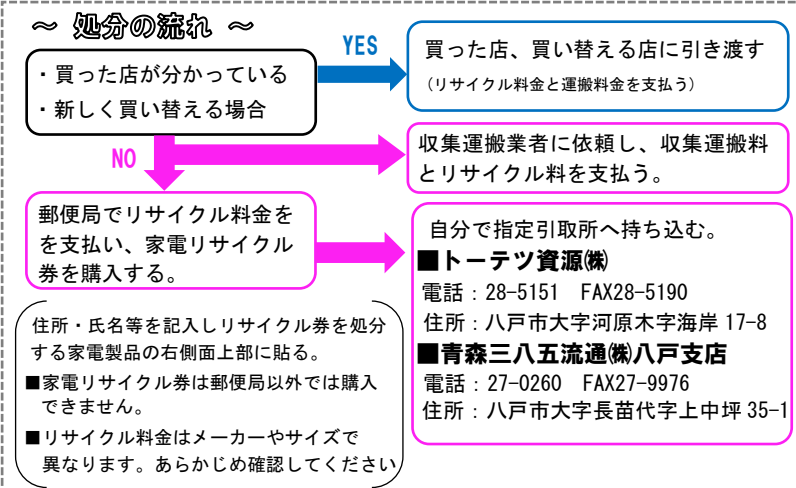 ～ 処分の流れ ～
・買った店が分かっている
・新しく買い替える場合
YES
買った店、買い替える店に引き渡す
（リサイクル料金と運搬料金を支払う）
NO
収集運搬業者に依頼し、収集運搬料
とリサイクル料を支払う。
郵便局でリサイクル料金を
を支払い、家電リサイクル
券を購入する。
自分で指定引取所へ持ち込む。
■トーテツ資源㈱
電話：28-5151 FAX28-5190
住所：八戸市大字河原木字海岸 17-8
■青森三八五流通㈱八戸支店
電話：27-0260 FAX27-9976
住所：八戸市大字長苗代字上中坪 35-1
住所・氏名等を記入しリサイクル券を処分
する家電製品の右側面上部に貼る。
■家電リサイクル券は郵便局以外では購入
できません。
■リサイクル料金はメーカーやサイズで
異なります。あらかじめ確認してください